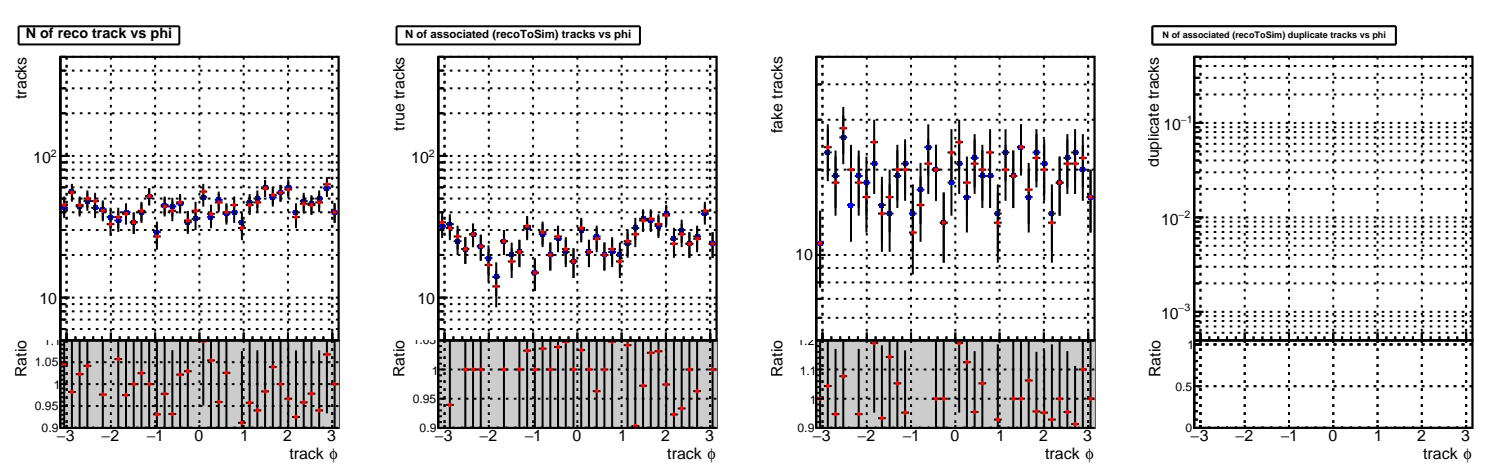 N of reco track vs phi
tracks
10²
10
Ratio
1.1
1.05
1
0.95
0.9
−3 −2 −1 0 1 2 3
track ϕ
N of associated (recoToSim) tracks vs phi
true tracks
10²
10
Ratio
1.05
1
0.95
0.9
−3 −2 −1 0 1 2 3
track ϕ
fake tracks
10
Ratio
1.2
1.1
1
0.9
−3 −2 −1 0 1 2 3
track ϕ
N of associated (recoToSim) duplicate tracks vs phi
duplicate tracks
10⁻¹
10⁻²
10⁻³
Ratio
1
0.5
0
−3 −2 −1 0 1 2 3
track ϕ